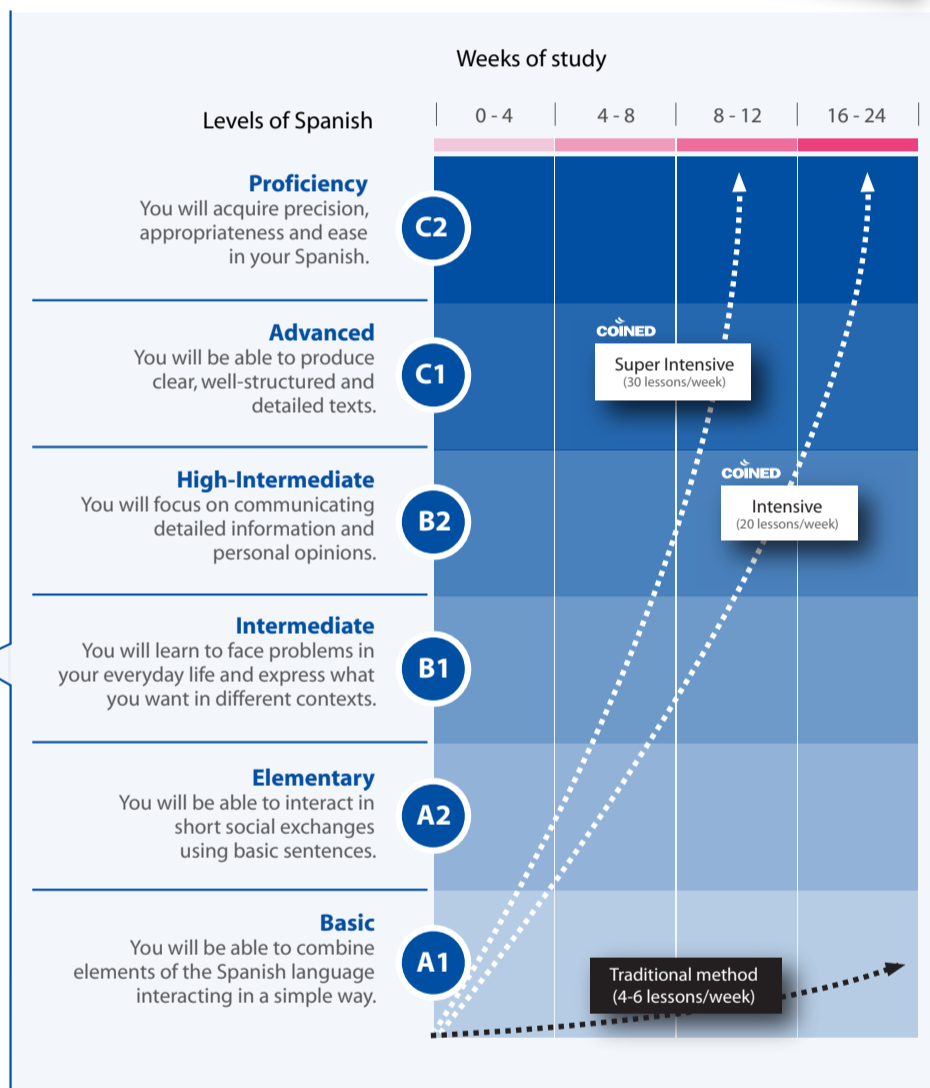 Weeks of study
Levels of Spanish
0 - 4
4 - 8
8 - 12
16 - 24
Proficiency
You will acquire precision,
appropriateness and ease
in your Spanish.
C2
Advanced
You will be able to produce
clear, well-structured and
detailed texts.
C1
COINED
Super Intensive
(30 lessons/week)
High-Intermediate
You will focus on communicating
detailed information and
personal opinions.
B2
COINED
Intensive
(20 lessons/week)
Intermediate
You will learn to face problems in
your everyday life and express what
you want in different contexts.
B1
Elementary
You will be able to interact in
short social exchanges
using basic sentences.
A2
Basic
You will be able to combine
elements of the Spanish language
interacting in a simple way.
A1
Traditional method
(4-6 lessons/week)